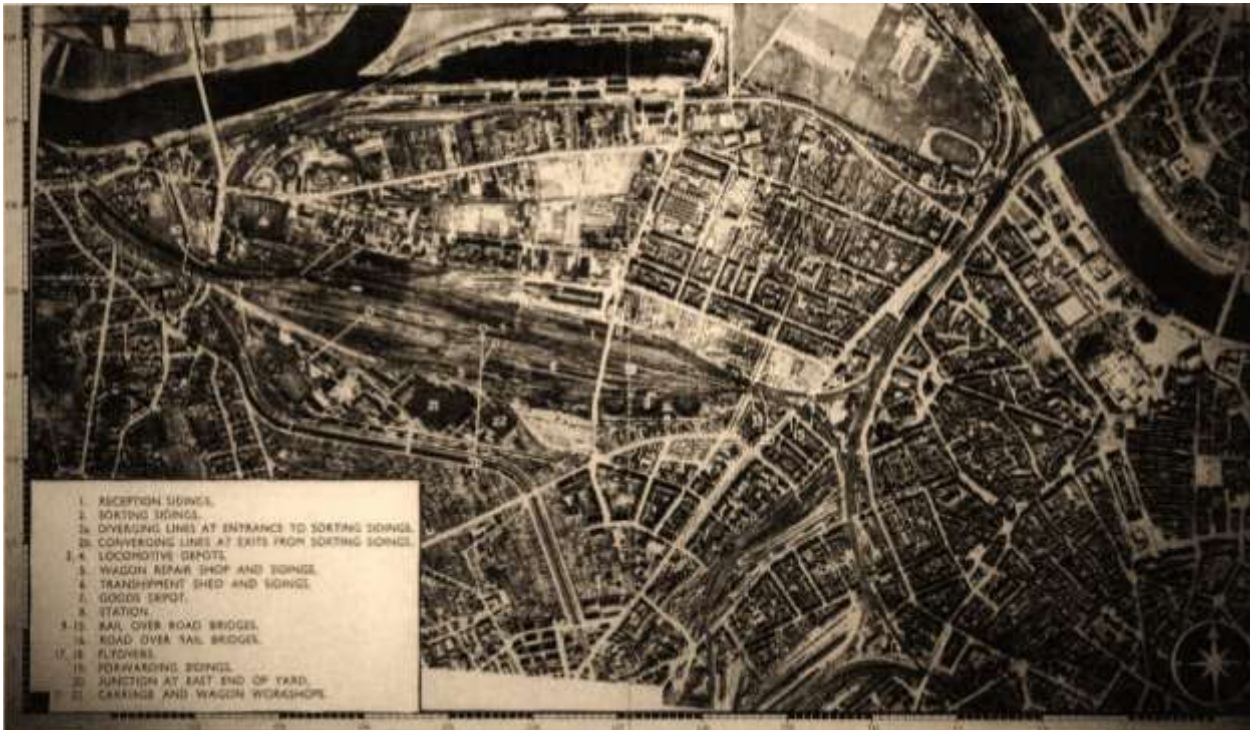 1. RECEPTION SIDINGS.
2. SORTING SIDINGS.
2a. DIVERGING LINES AT ENTRANCE TO SORTING SIDINGS.
2b. CONVERGING LINES AT EXITS FROM SORTING SIDINGS.
3, 4. LOCOMOTIVE DEPOTS.
5. WAGON REPAIR SHOP AND SIDINGS.
6. TRANSHIPMENT SHED AND SIDINGS.
7. GOODS DEPOT.
8. STATION.
9-15. RAIL OVER ROAD BRIDGES.
16. ROAD OVER RAIL BRIDGES.
17, 18. FLYOVERS.
19. FORWARDING SIDINGS.
20. JUNCTION AT EAST END OF YARD.
CARRIAGE AND WAGON WORKSHOPS.